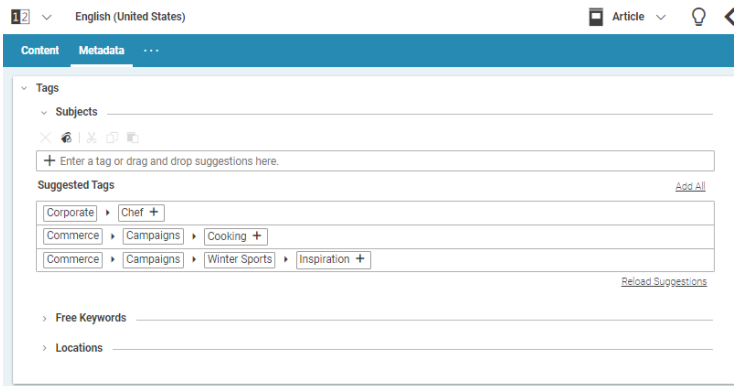 12 English (United States) Article
Content Metadata ...
Tags
Subjects
Enter a tag or drag and drop suggestions here.
Suggested Tags Add All
Corporate Chef +
Commerce Campaigns Cooking +
Commerce Campaigns Winter Sports Inspiration +
Reload Suggestions
Free Keywords
Locations